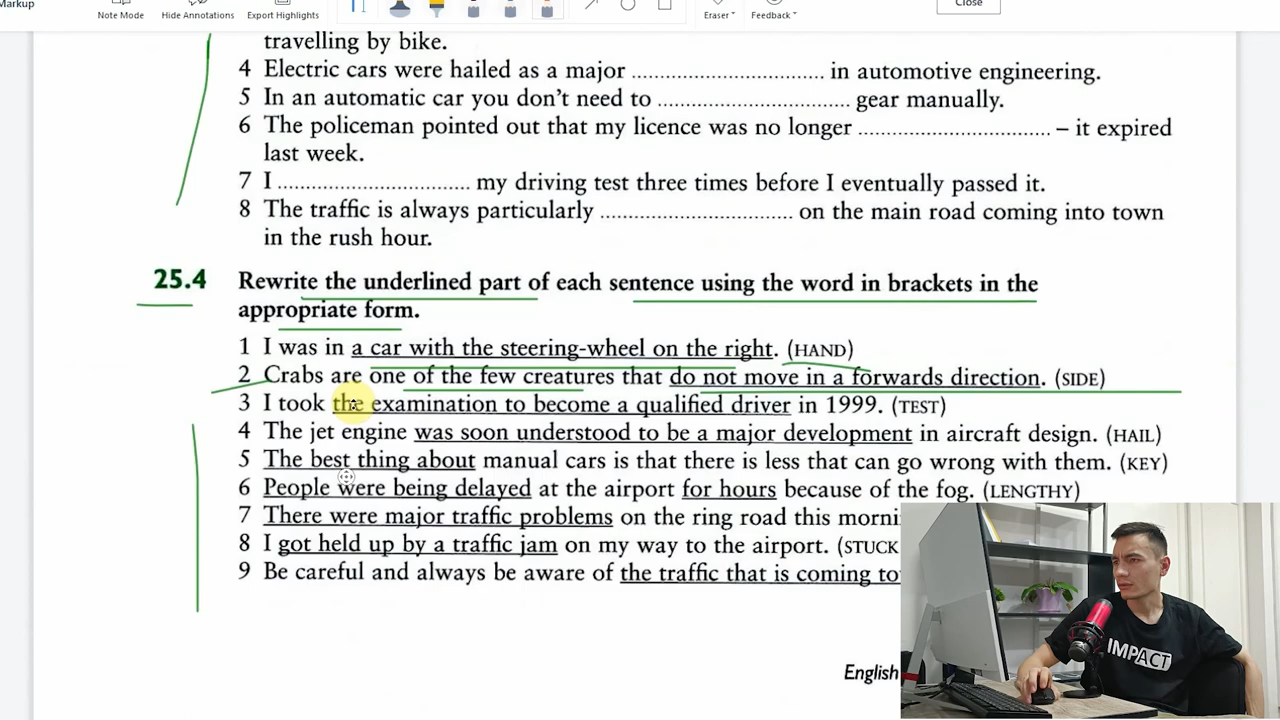 Markup
Note Mode
Hide Annotations
Export Highlights
Eraser
Feedback
Close
travelling by bike.
4 Electric cars were hailed as a major ................................ in automotive engineering.
5 In an automatic car you don't need to ................................ gear manually.
6 The policeman pointed out that my licence was no longer ................................ – it expired
last week.
7 I ................................ my driving test three times before I eventually passed it.
8 The traffic is always particularly ................................ on the main road coming into town
in the rush hour.
25.4 Rewrite the underlined part of each sentence using the word in brackets in the
appropriate form.
1 I was in a car with the steering-wheel on the right. (HAND)
2 Crabs are one of the few creatures that do not move in a forwards direction. (SIDE)
3 I took the examination to become a qualified driver in 1999. (TEST)
4 The jet engine was soon understood to be a major development in aircraft design. (HAIL)
5 The best thing about manual cars is that there is less that can go wrong with them. (KEY)
6 People were being delayed at the airport for hours because of the fog. (LENGTHY)
7 There were major traffic problems on the ring road this morni
8 I got held up by a traffic jam on my way to the airport. (STUCK
9 Be careful and always be aware of the traffic that is coming to
English
IMPACT